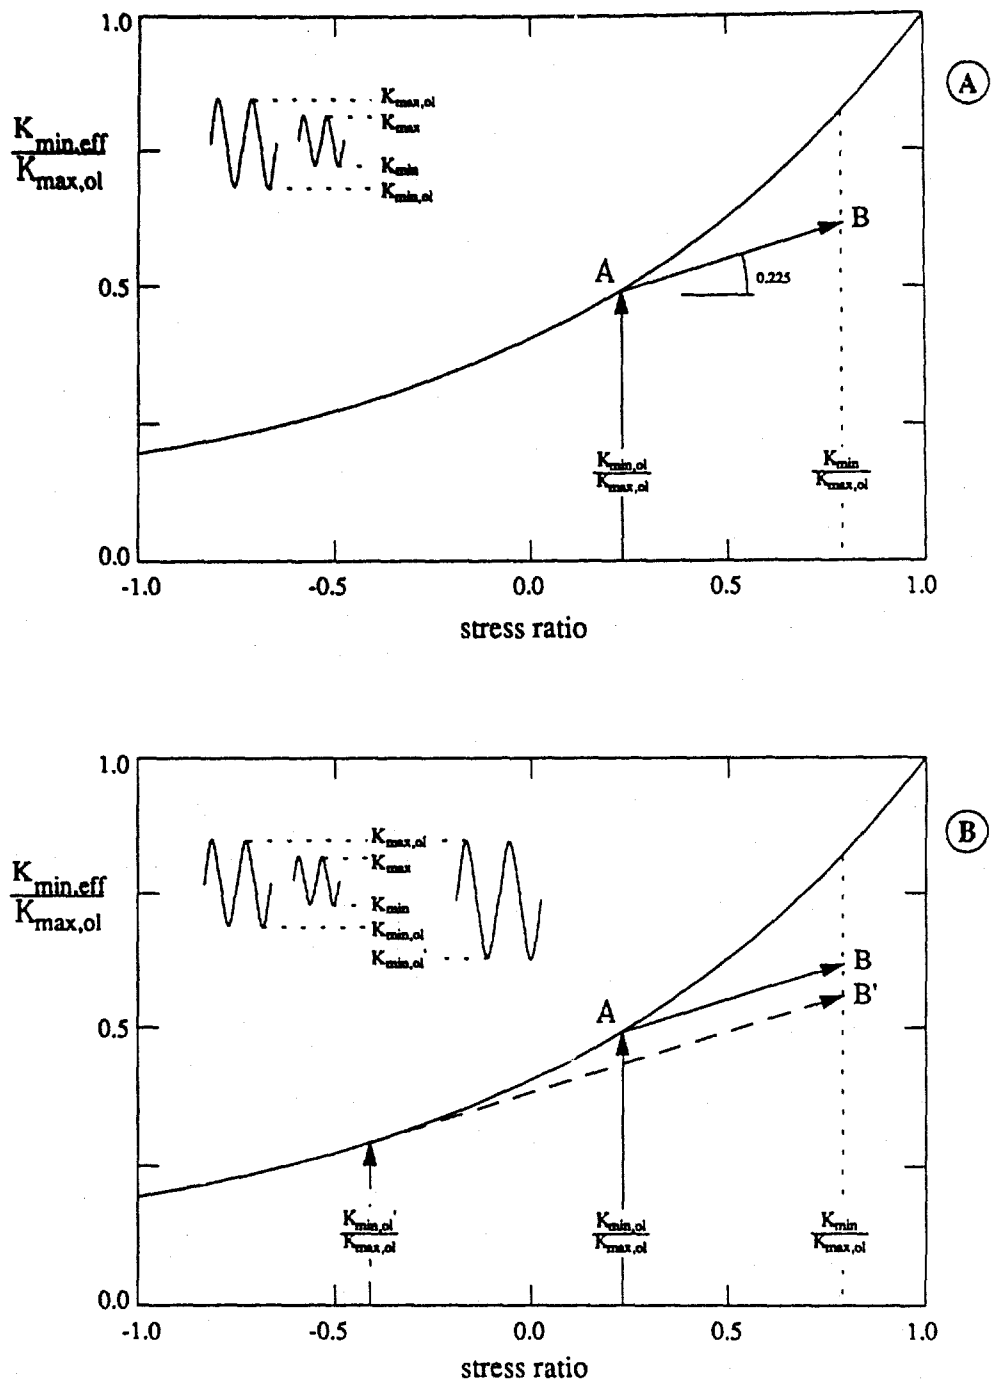 A
1.0
K_max,ol
K_max
K_min
K_min,ol
K_min,eff
K_max,ol
0.5
A
B
0.225
K_min,ol
K_max,ol
K_min
K_max,ol
0.0
-1.0 -0.5 0.0 0.5 1.0
stress ratio
B
1.0
K_max,ol
K_max
K_min
K_min,ol
K_min,ol'
K_min,eff
K_max,ol
0.5
A
B
B'
K_min,ol'
K_max,ol
K_min,ol
K_max,ol
K_min
K_max,ol
0.0
-1.0 -0.5 0.0 0.5 1.0
stress ratio